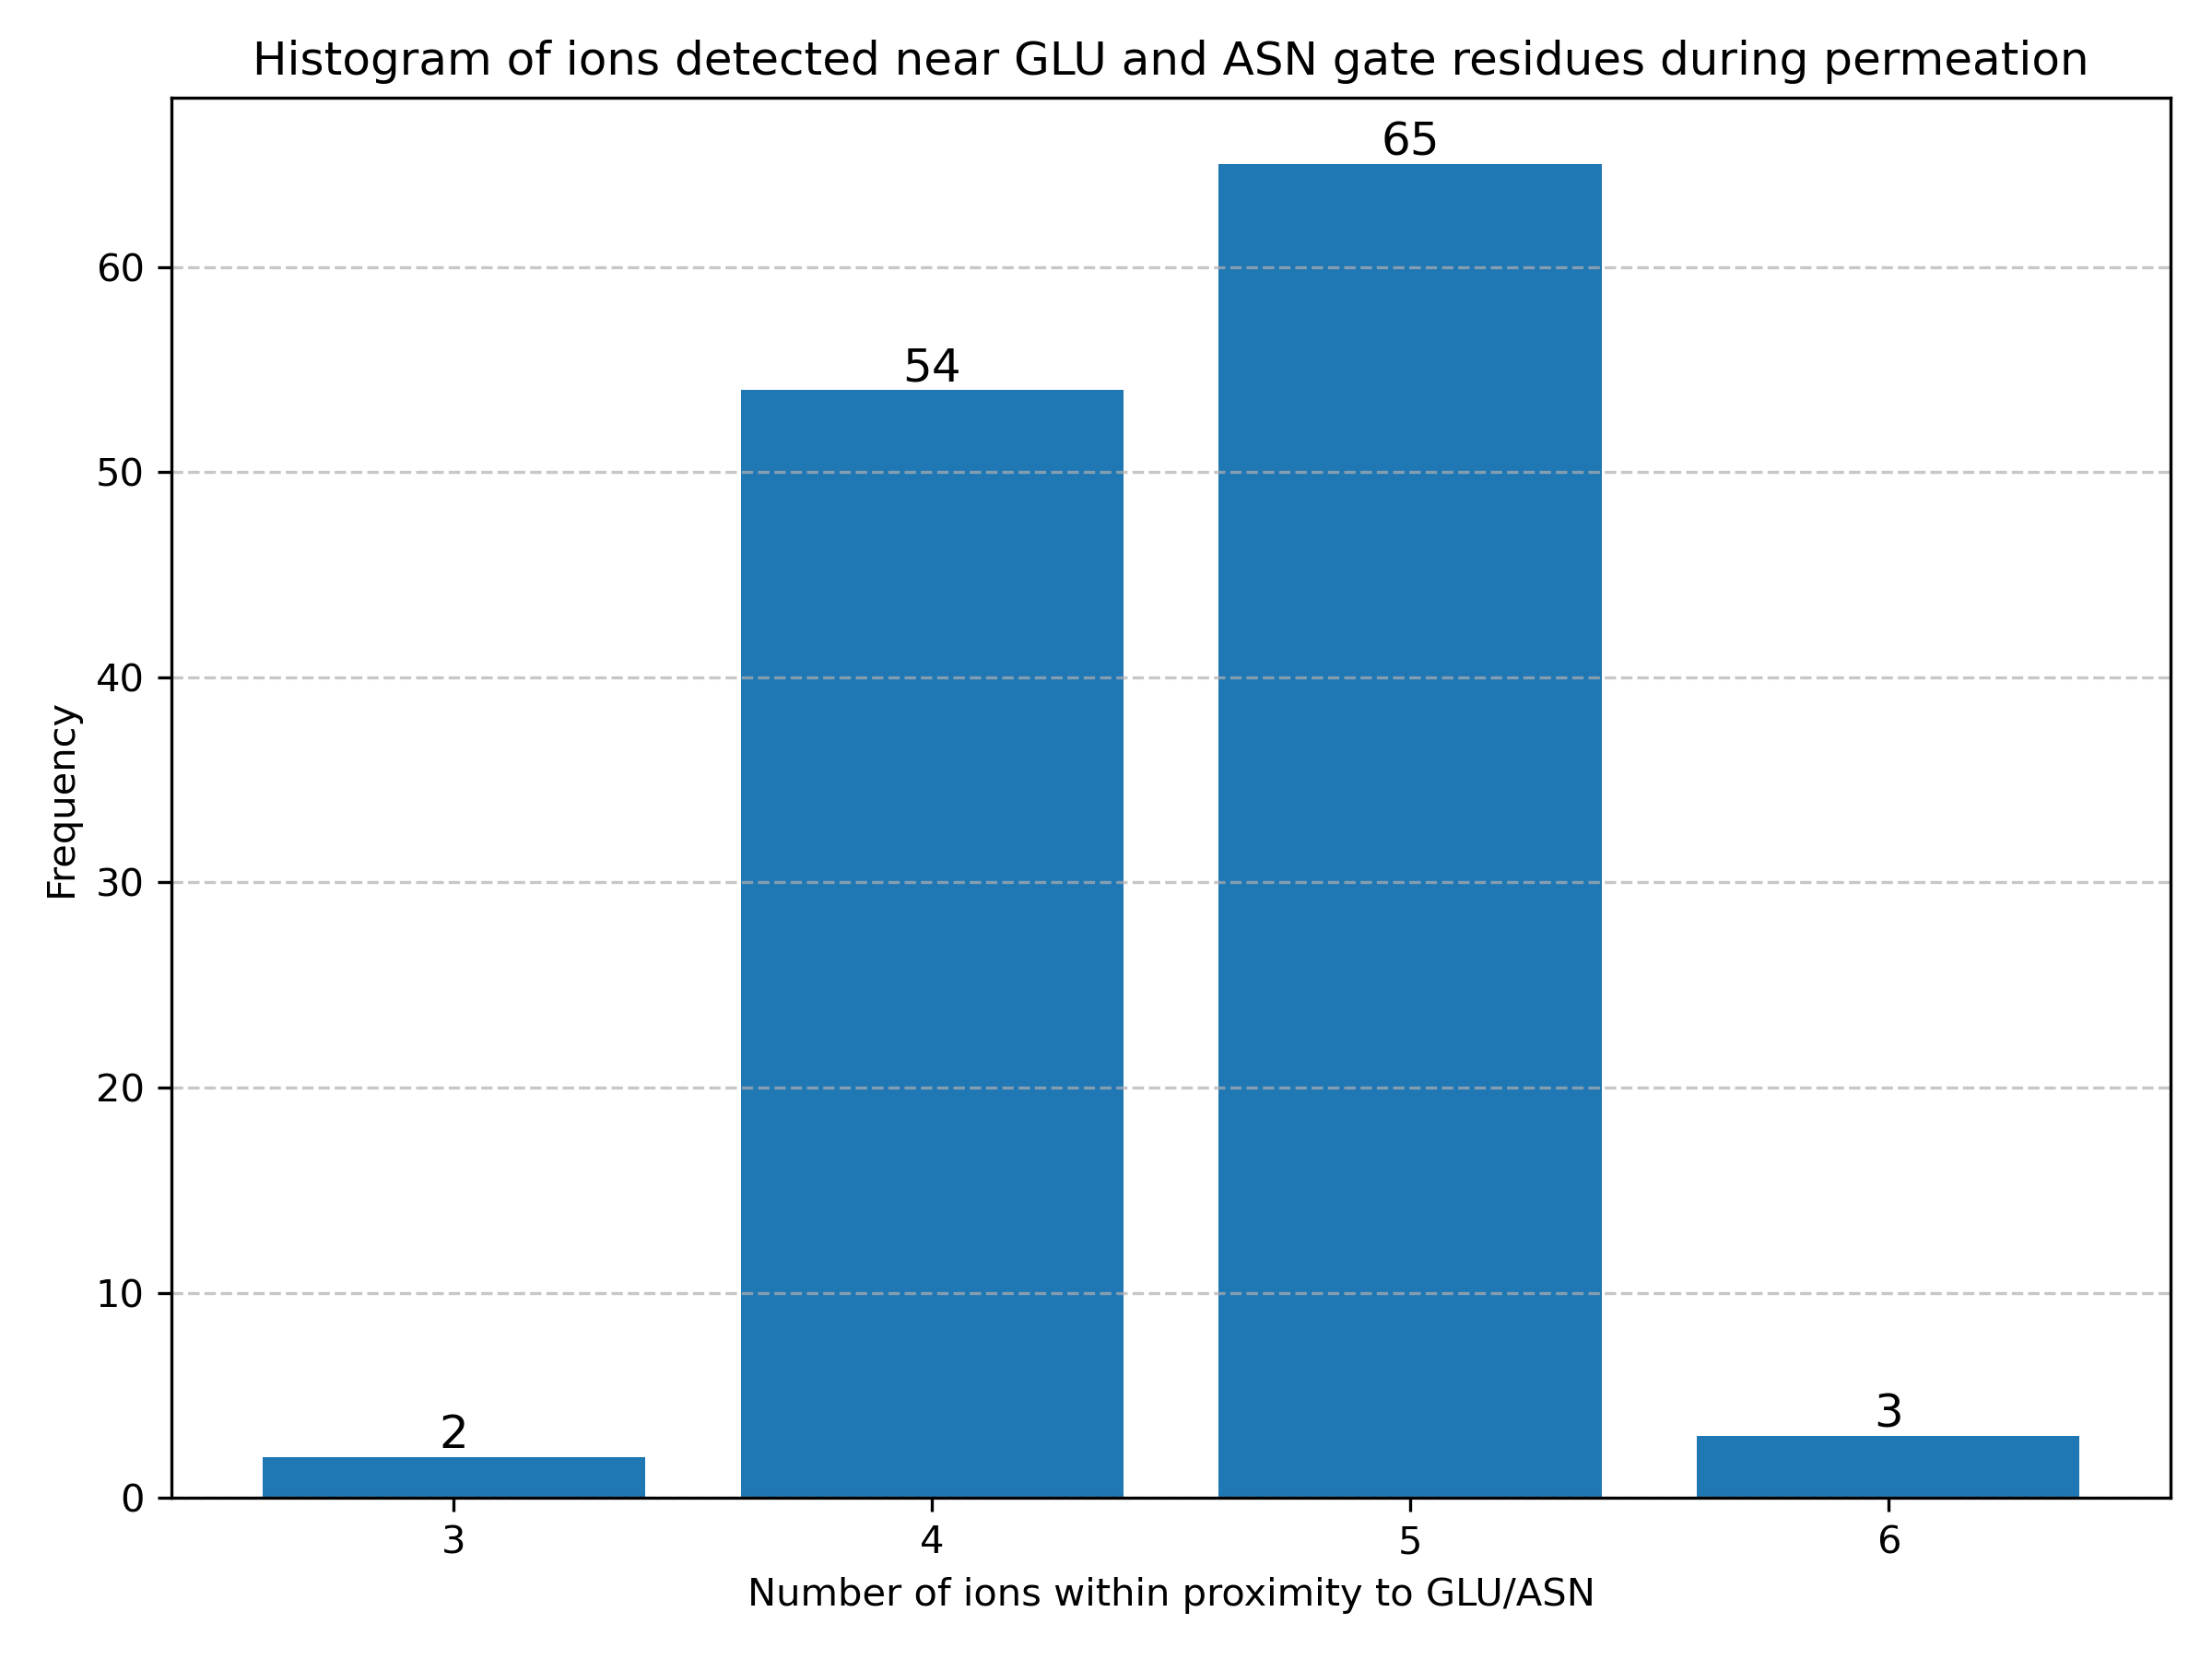 Histogram of ions detected near GLU and ASN gate residues during permeation
65
60
54
50
40
Frequency
30
20
10
3
2
0
3 4 5 6
Number of ions within proximity to GLU/ASN